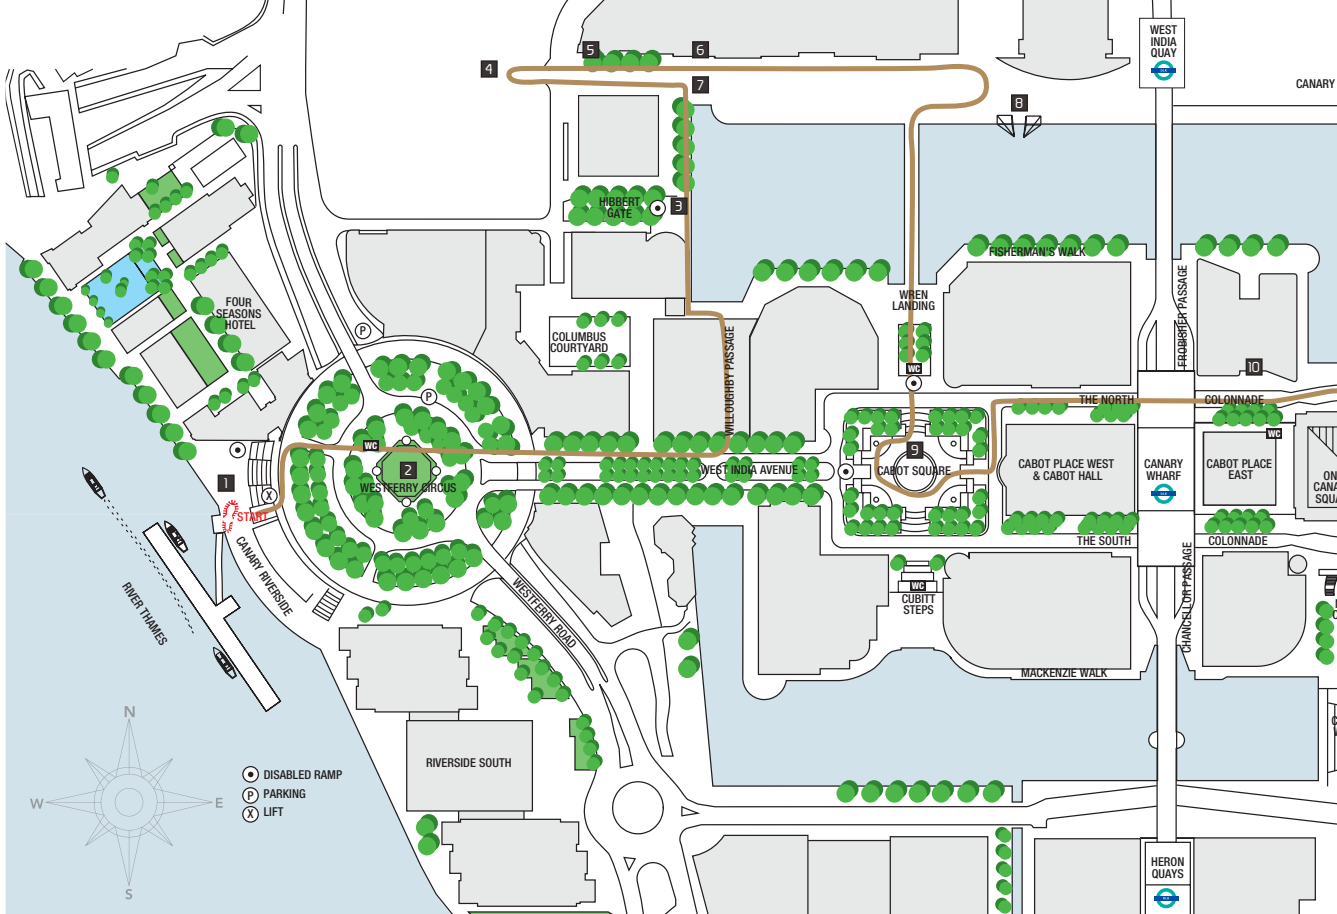 WEST
INDIA
QUAY
CANARY
5
6
4
7
8
HIBBERT
GATE
3
FISHERMAN'S WALK
FOUR
SEASONS
HOTEL
WREN
LANDING
FROBISHER PASSAGE
P
COLUMBUS
COURTYARD
WILLOUGHBY PASSAGE
WC
10
P
THE NORTH
COLONNADE
WC
WC
1
2
WESTFERRY CIRCUS
WEST INDIA AVENUE
9
CABOT SQUARE
CABOT PLACE WEST
& CABOT HALL
CANARY
WHARF
CABOT PLACE
EAST
ON
CANA
SQUA
X
START
THE SOUTH
COLONNADE
CANARY RIVERSIDE
WESTFERRY ROAD
WC
CUBITT
STEPS
CHANCELLOR PASSAGE
RIVER THAMES
MACKENZIE WALK
N
W
E
S
DISABLED RAMP
P PARKING
X LIFT
RIVERSIDE SOUTH
HERON
QUAYS